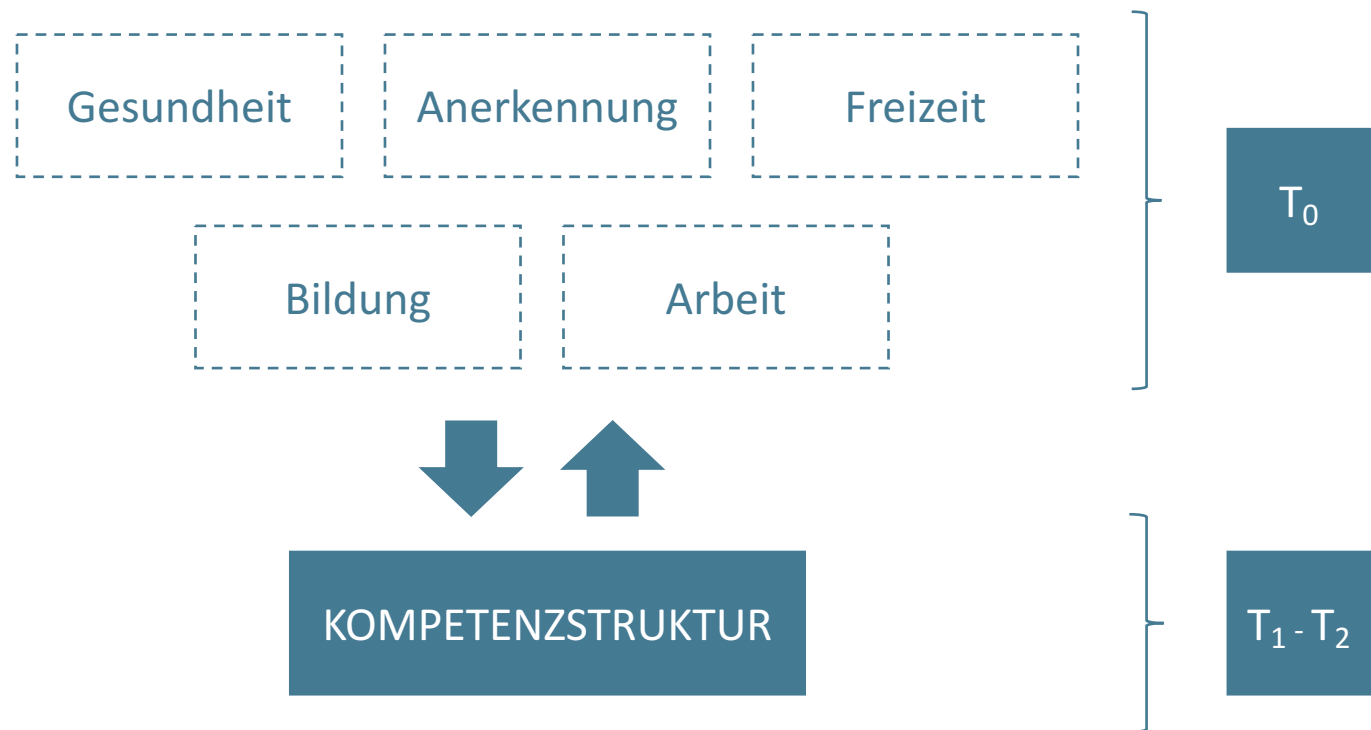 Gesundheit
Anerkennung
Freizeit
T₀
Bildung
Arbeit
KOMPETENZSTRUKTUR
T₁ - T₂